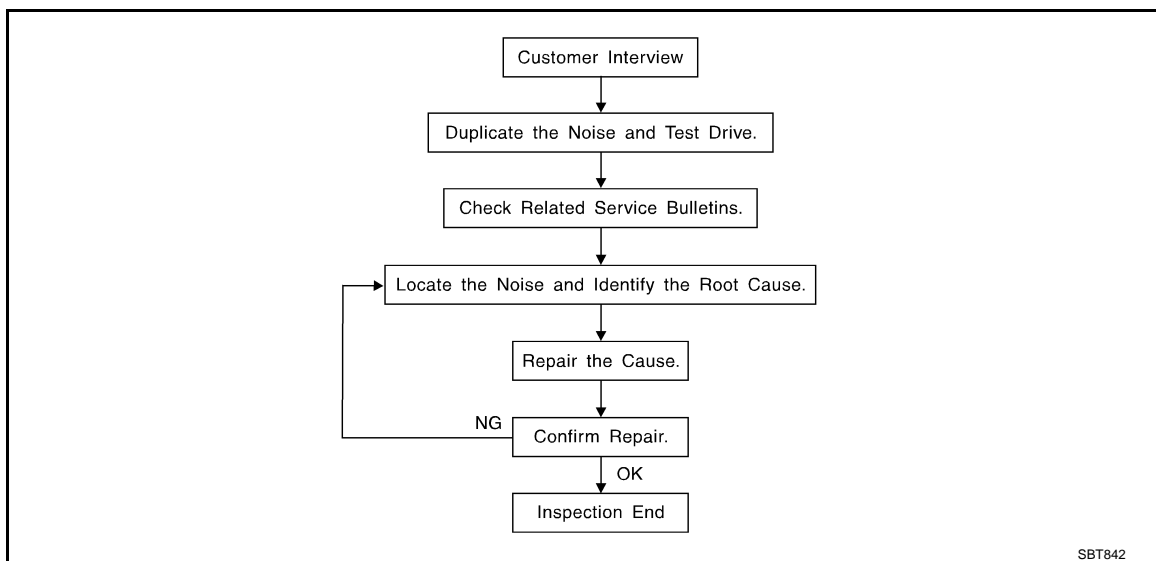 Customer Interview
Duplicate the Noise and Test Drive.
Check Related Service Bulletins.
Locate the Noise and Identify the Root Cause.
Repair the Cause.
NG
Confirm Repair.
OK
Inspection End
SBT842